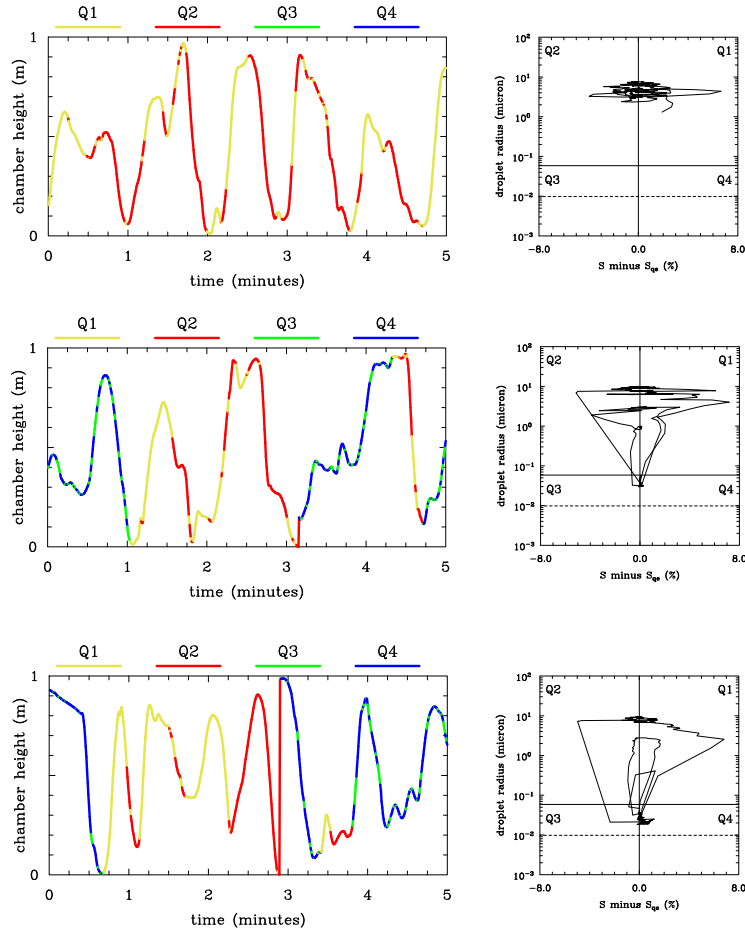 Q1 Q2 Q3 Q4
1
chamber height (m)
0
0 1 2 3 4 5
time (minutes)
10²
10¹
10⁰
10⁻¹
10⁻²
10⁻³
droplet radius (micron)
Q2 Q1
Q3 Q4
−8.0 0.0 8.0
S minus Sqs (%)
Q1 Q2 Q3 Q4
1
chamber height (m)
0
0 1 2 3 4 5
time (minutes)
10²
10¹
10⁰
10⁻¹
10⁻²
10⁻³
droplet radius (micron)
Q2 Q1
Q3 Q4
−8.0 0.0 8.0
S minus Sqs (%)
Q1 Q2 Q3 Q4
1
chamber height (m)
0
0 1 2 3 4 5
time (minutes)
10²
10¹
10⁰
10⁻¹
10⁻²
10⁻³
droplet radius (micron)
Q2 Q1
Q3 Q4
−8.0 0.0 8.0
S minus Sqs (%)